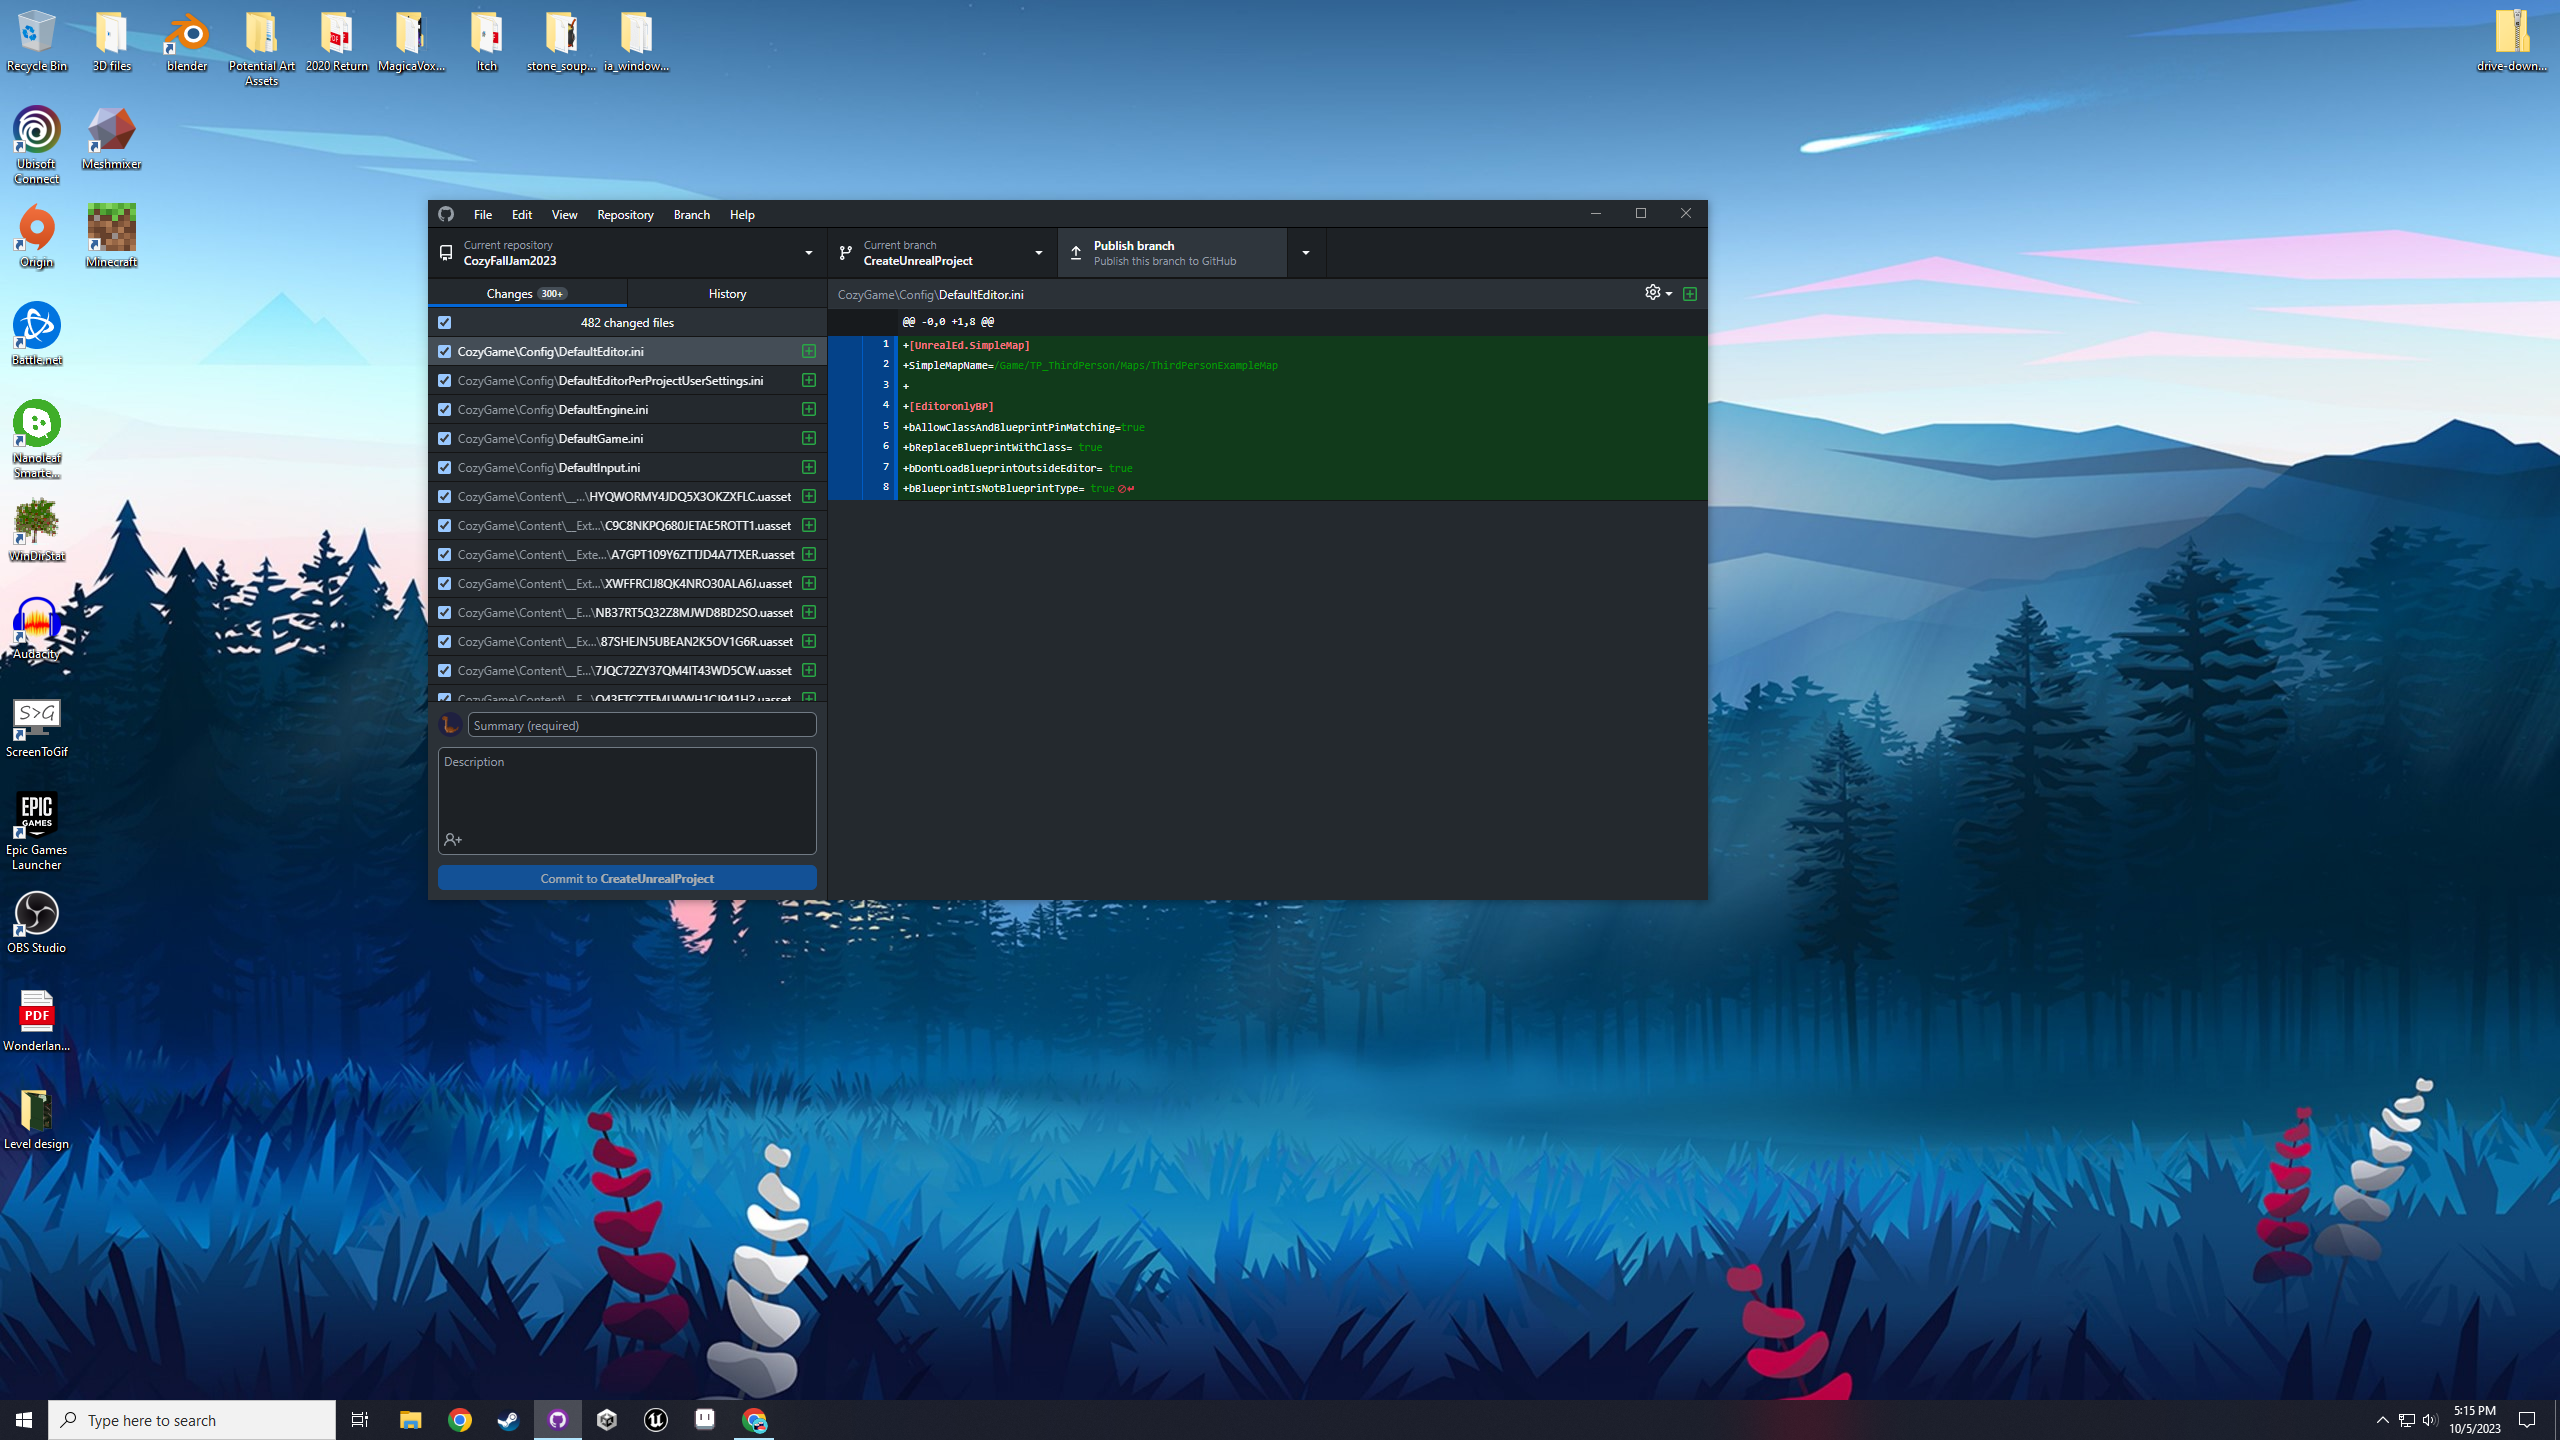 Recycle Bin
3D files
blender
Potential Art
Assets
2020 Return
MagicaVox...
Itch
stone_soup...
ia_window...
drive-down...
Ubisoft
Connect
Meshmixer
Origin
Minecraft
Battle.net
Nanoleaf
Smarte...
WinDirStat
Audacity
S>G
ScreenToGif
EPIC
GAMES
Epic Games
Launcher
OBS Studio
PDF
Wonderlan...
Level design
File Edit View Repository Branch Help
Current repository
CozyFallJam2023
Current branch
CreateUnrealProject
Publish branch
Publish this branch to GitHub
Changes 300+
History
482 changed files
CozyGame\Config\DefaultEditor.ini
CozyGame\Config\DefaultEditorPerProjectUserSettings.ini
CozyGame\Config\DefaultEngine.ini
CozyGame\Config\DefaultGame.ini
CozyGame\Config\DefaultInput.ini
CozyGame\Content\__...\HYQWORMY4JDQ5X3OKZXFLC.uasset
CozyGame\Content\__Ext...\C9C8NKPQ680JETAE5ROTT1.uasset
CozyGame\Content\__Exte...\A7GPT109Y6ZTTJD4A7TXER.uasset
CozyGame\Content\__Ext...\XWFFRCIJ8QK4NRO30ALA6J.uasset
CozyGame\Content\__E...\NB37RT5Q32Z8MJWD8BD2SO.uasset
CozyGame\Content\__Ex...\87SHEJN5UBEAN2K5OV1G6R.uasset
CozyGame\Content\__E...\7JQC72ZY37QM4IT43WD5CW.uasset
Summary (required)
Description
Commit to CreateUnrealProject
CozyGame\Config\DefaultEditor.ini
@@ -0,0 +1,8 @@
1 +[UnrealEd.SimpleMap]
2 +SimpleMapName=/Game/TP_ThirdPerson/Maps/ThirdPersonExampleMap
3 +
4 +[EditoronlyBP]
5 +bAllowClassAndBlueprintPinMatching=true
6 +bReplaceBlueprintWithClass= true
7 +bDontLoadBlueprintOutsideEditor= true
8 +bBlueprintIsNotBlueprintType= true
Type here to search
5:15 PM
10/5/2023